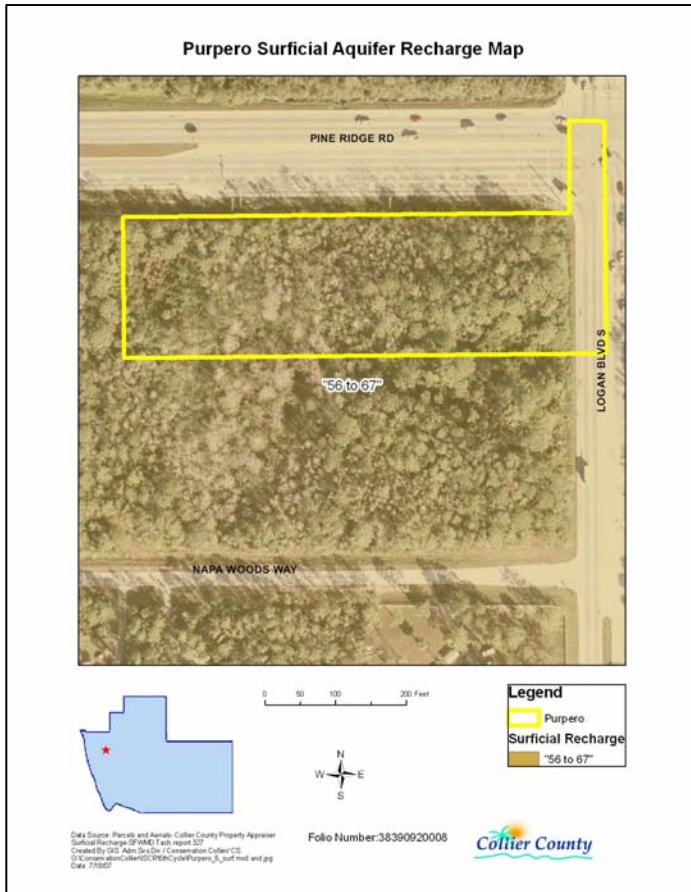 Purpero Surficial Aquifer Recharge Map
PINE RIDGE RD
LOGAN BLVD S
"56 to 67"
NAPA WOODS WAY
0 50 100 200 Feet
N
W E
S
Legend
Purpero
Surficial Recharge
"56 to 67"
Data Source: Parcels and Aerials- Collier County Property Appraiser
Surficial Recharge-SFWMD Tech. report 327
Created By:GIS Adm.Srv.Div / Conservation Collier/ CS
Date: 7/18/07
Folio Number:38390920008
Collier County